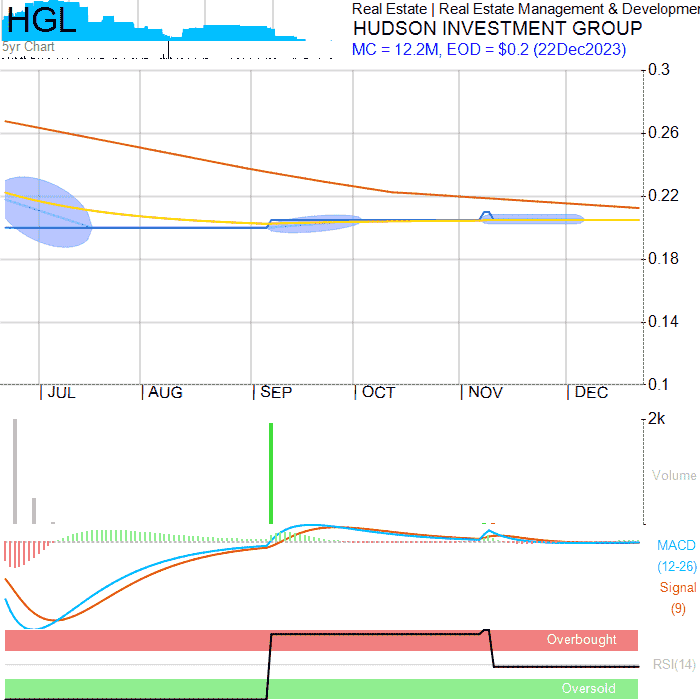 HGL
5yr Chart
Real Estate | Real Estate Management & Developmen
HUDSON INVESTMENT GROUP
MC = 12.2M, EOD = $0.2 (22Dec2023)
0.3
0.26
0.22
0.18
0.14
0.1
| JUL | AUG | SEP | OCT | NOV | DEC
2k
Volume
MACD
(12-26)
Signal
(9)
Overbought
RSI(14)
Oversold